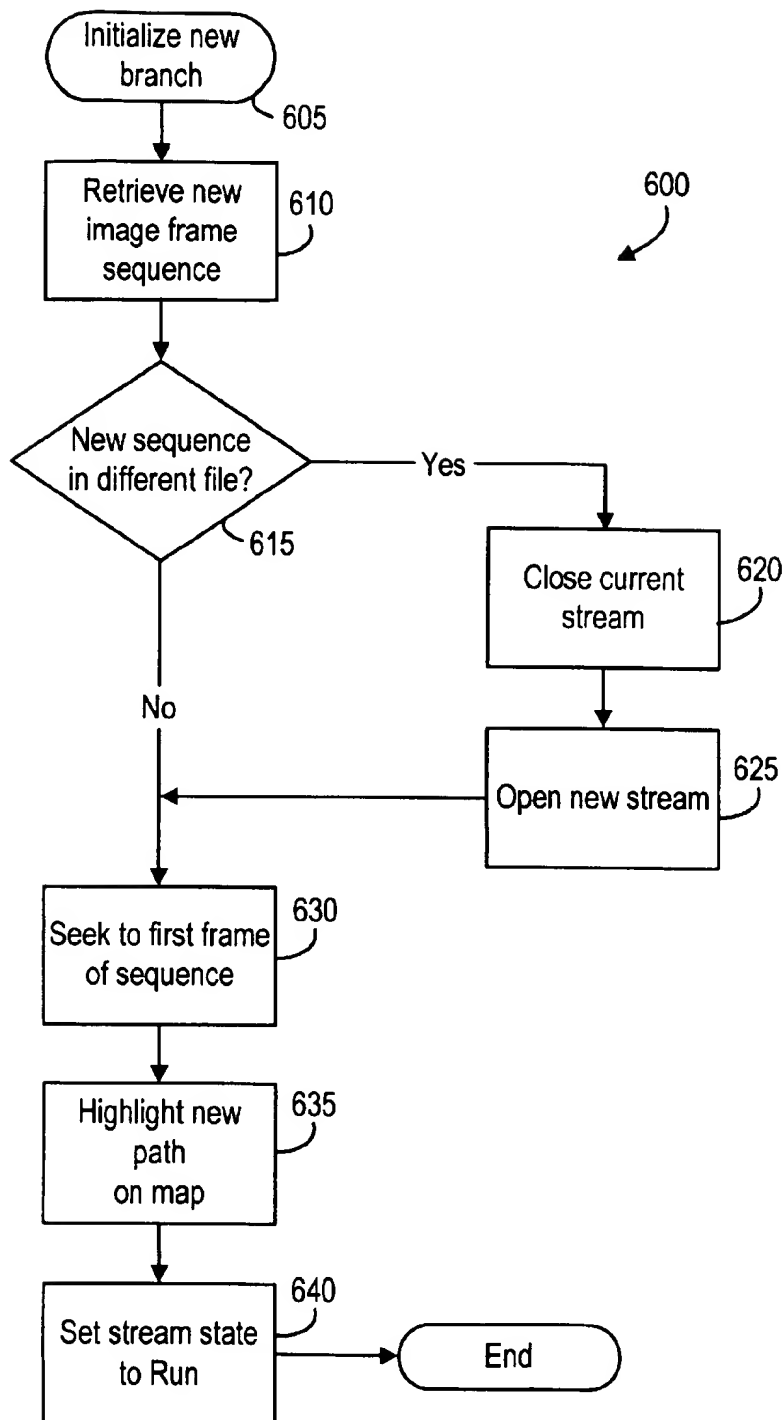 Initialize new
branch
605
Retrieve new
image frame
sequence
610
600
New sequence
in different file?
615
Yes
Close current
stream
620
No
Open new stream
625
Seek to first frame
of sequence
630
Highlight new
path
on map
635
Set stream state
to Run
640
End